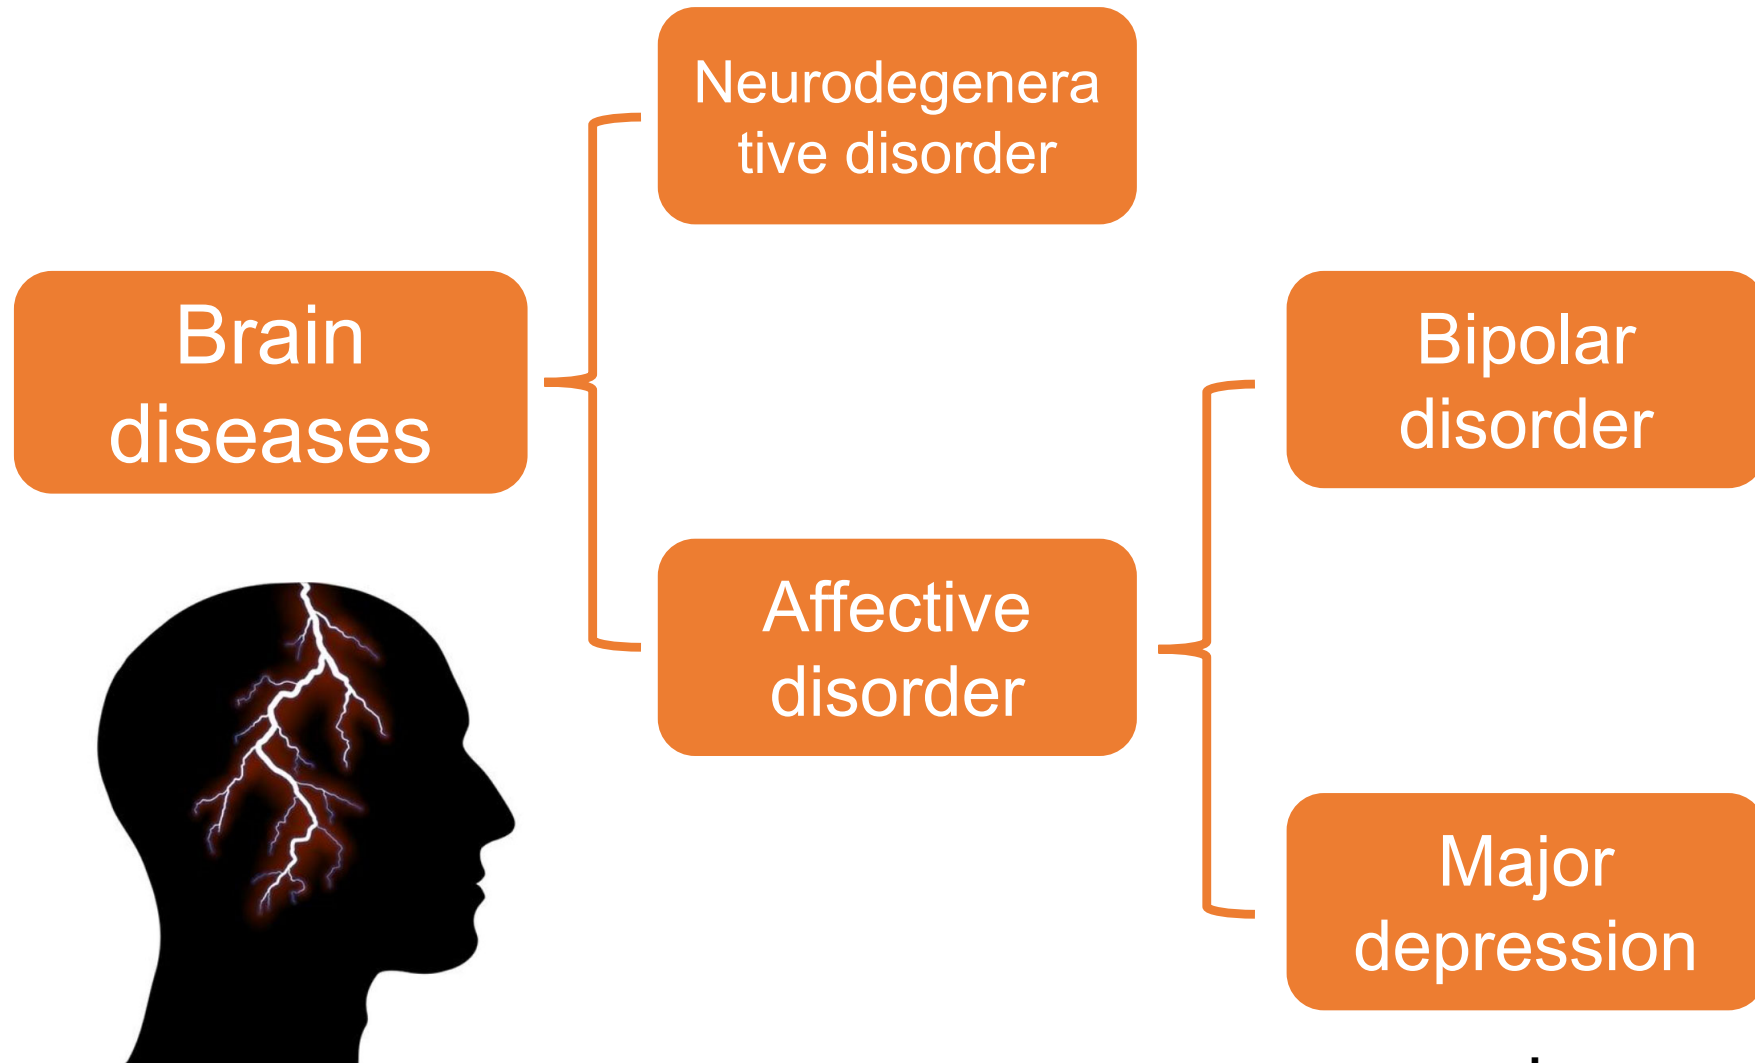 Neurodegenera
tive disorder
Brain
diseases
Bipolar
disorder
Affective
disorder
Major
depression